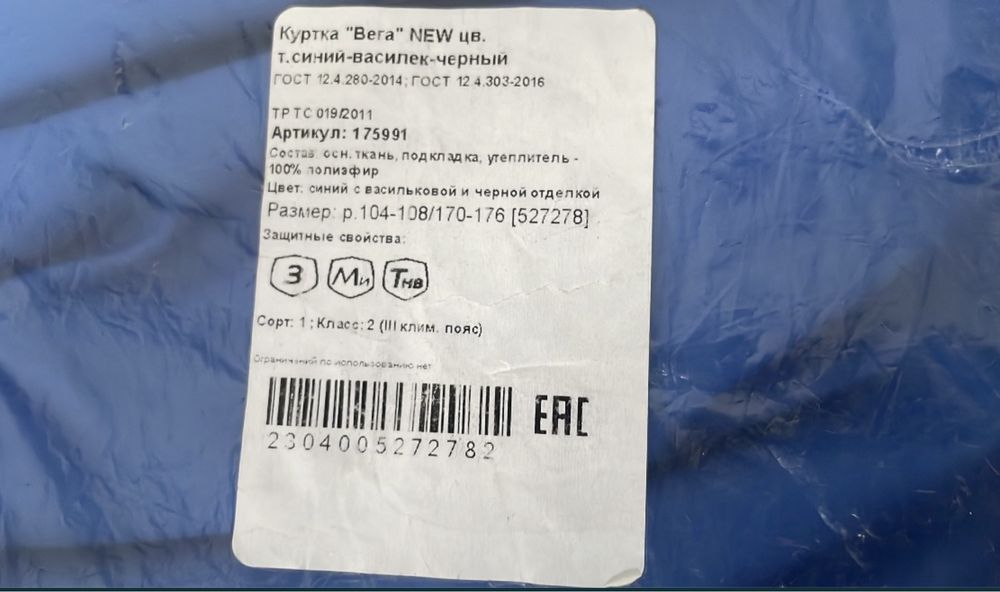 Куртка "Вега" NEW цв.
т.синий-василек-черный
ГОСТ 12.4.280-2014; ГОСТ 12.4.303-2016
ТР ТС 019/2011
Артикул: 175991
Состав: осн. ткань, подкладка, утеплитель -
100% полиэфир
Цвет: синий с васильковой и черной отделкой
Размер: р.104-108/170-176 [527278]
Защитные свойства:
З Ми Тнв
Сорт: 1 ; Класс: 2 (III клим. пояс)
Ограничений по использованию нет
EAC
2304005272782